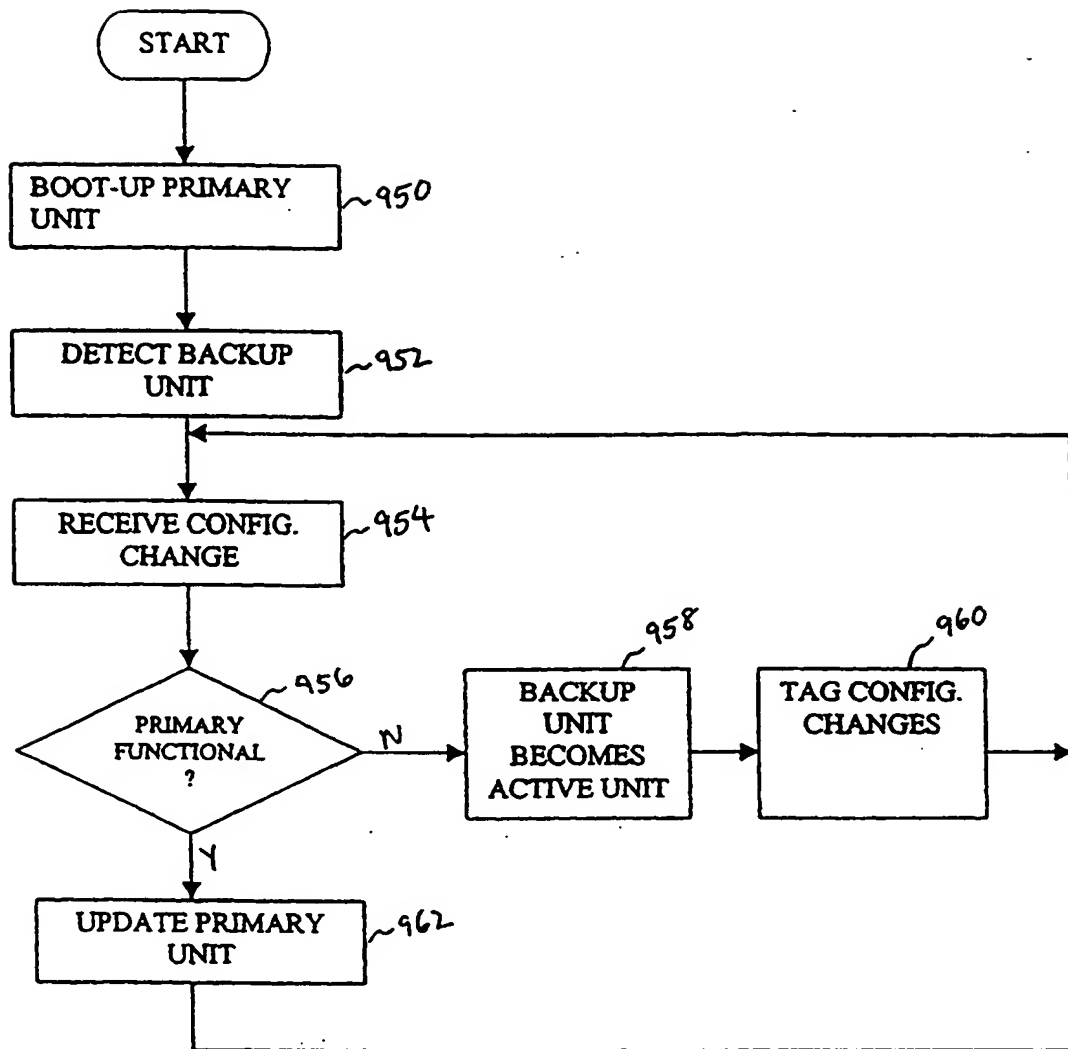 START
BOOT-UP PRIMARY
UNIT
950
DETECT BACKUP
UNIT
952
RECEIVE CONFIG.
CHANGE
954
PRIMARY
FUNCTIONAL
?
956
N
BACKUP
UNIT
BECOMES
ACTIVE UNIT
958
TAG CONFIG.
CHANGES
960
Y
UPDATE PRIMARY
UNIT
962